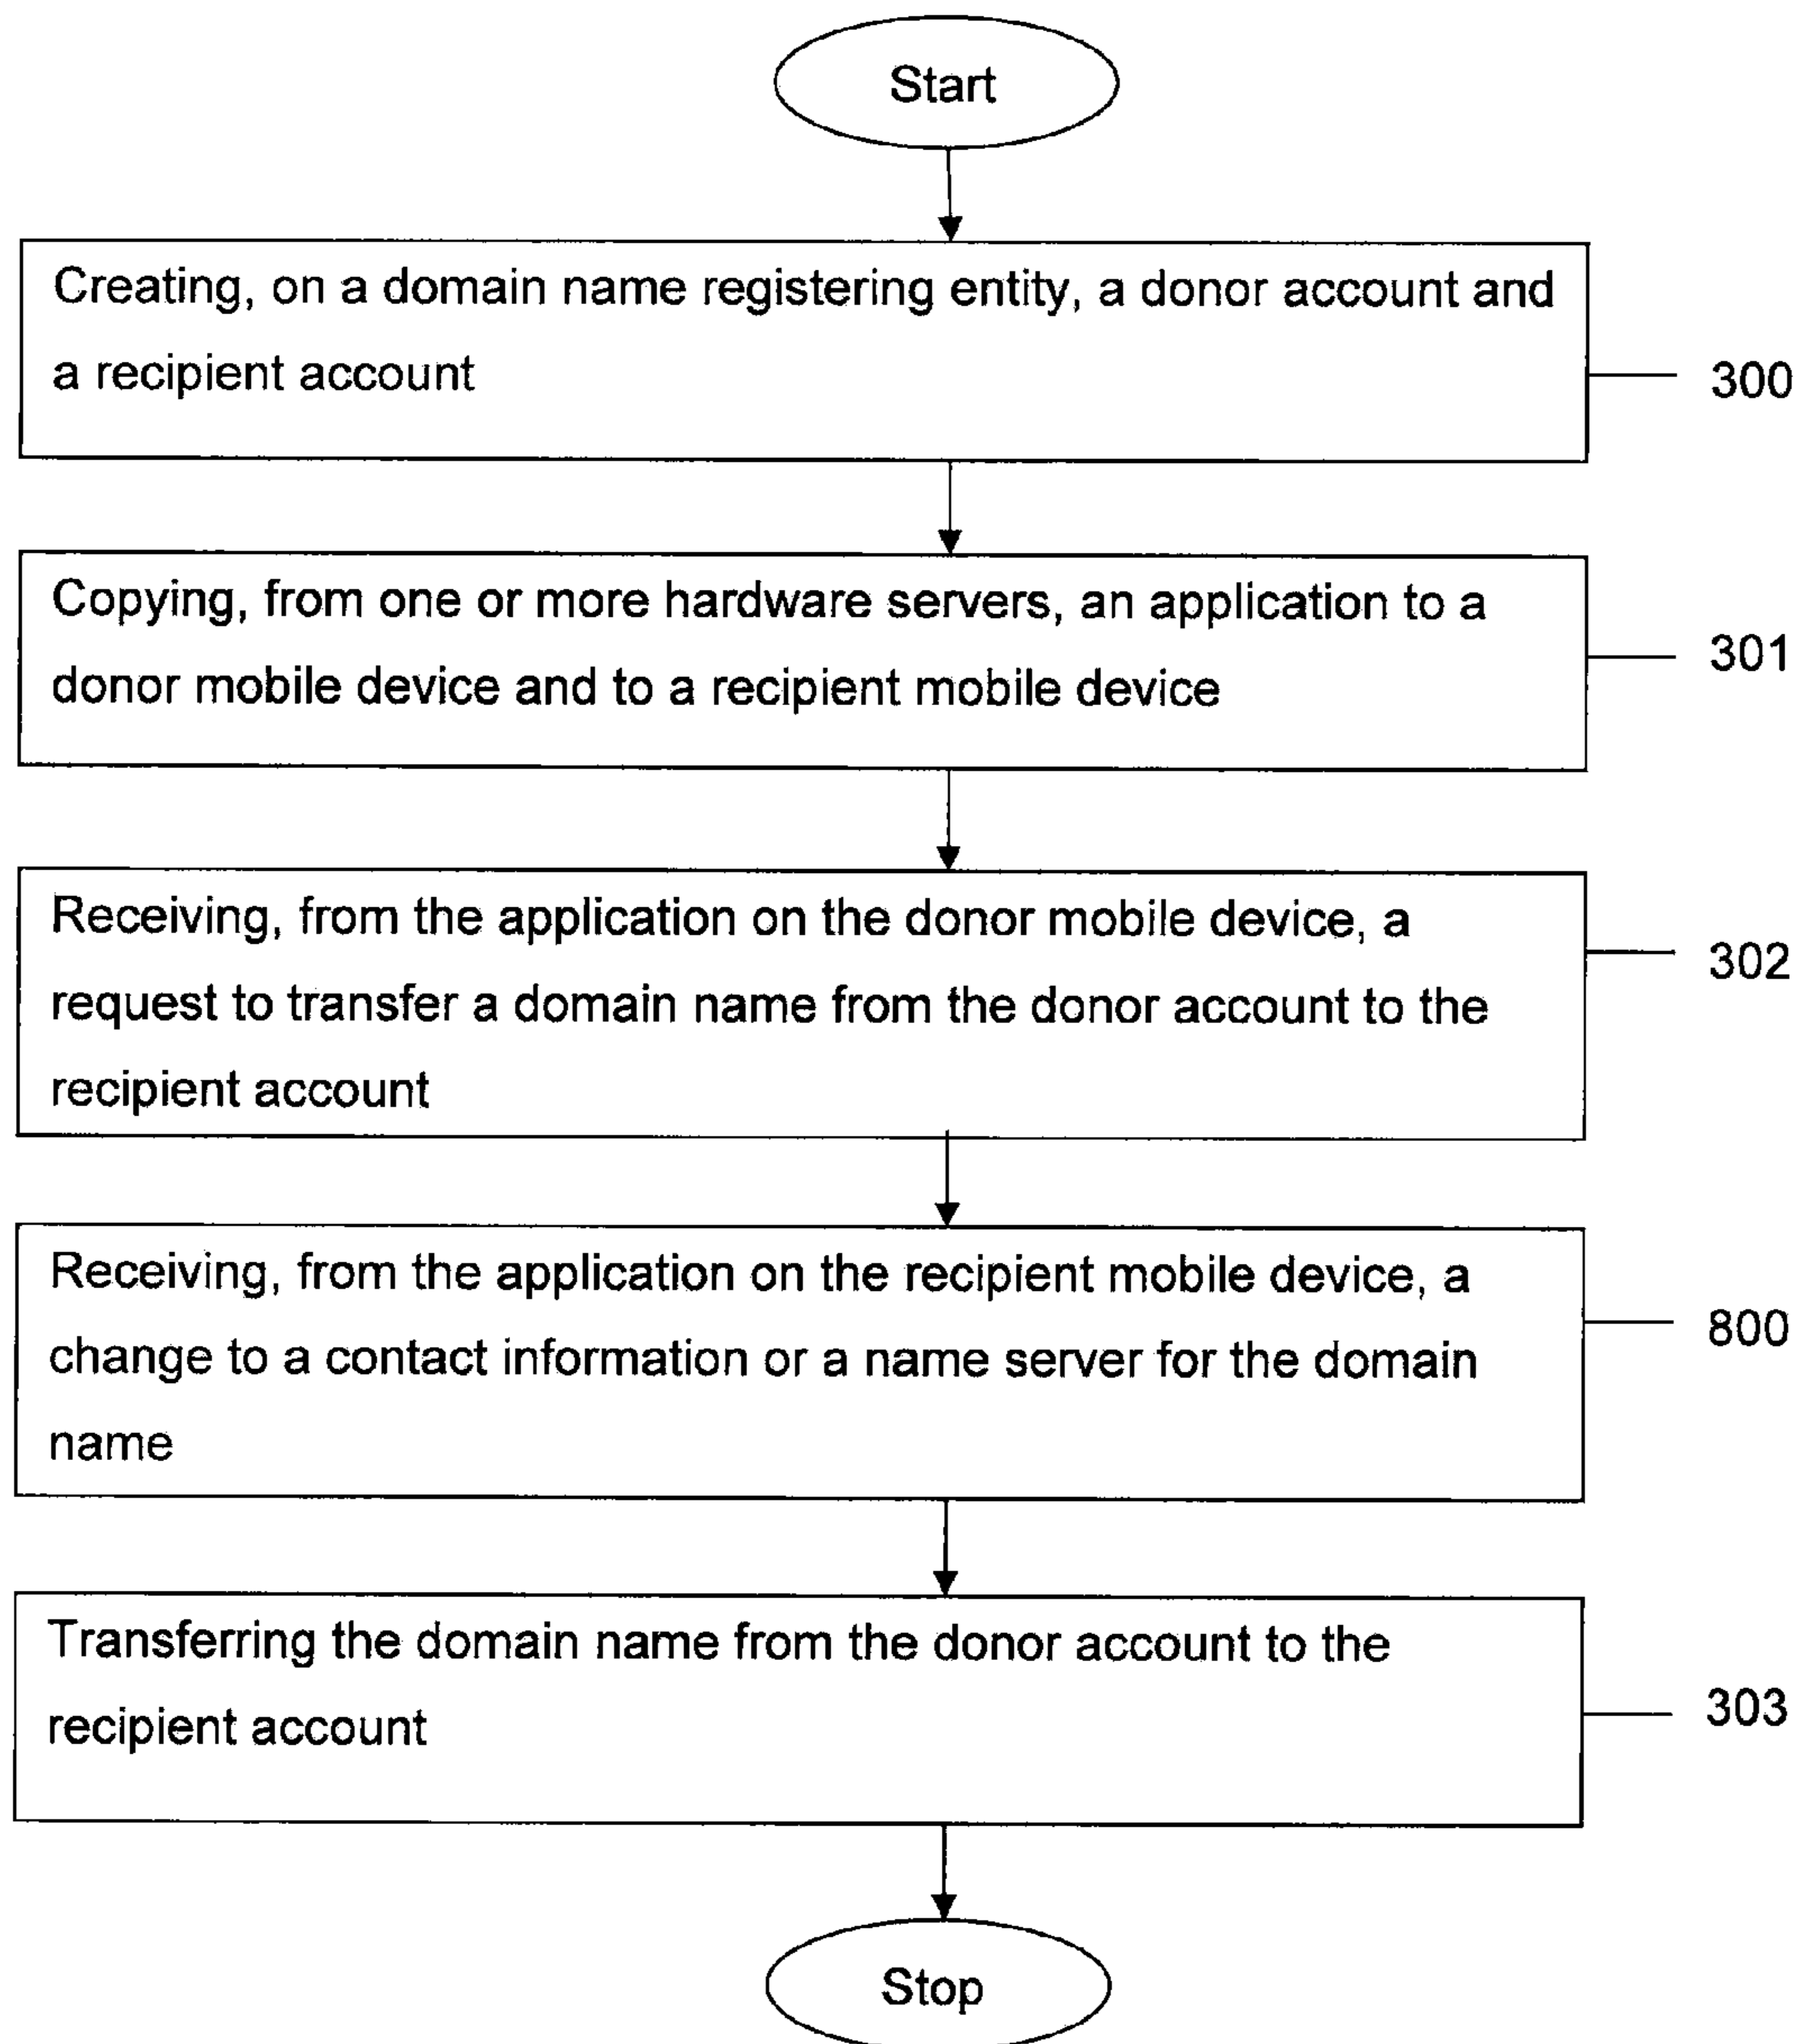 Start
Creating, on a domain name registering entity, a donor account and
a recipient account
300
Copying, from one or more hardware servers, an application to a
donor mobile device and to a recipient mobile device
301
Receiving, from the application on the donor mobile device, a
request to transfer a domain name from the donor account to the
recipient account
302
Receiving, from the application on the recipient mobile device, a
change to a contact information or a name server for the domain
name
800
Transferring the domain name from the donor account to the
recipient account
303
Stop